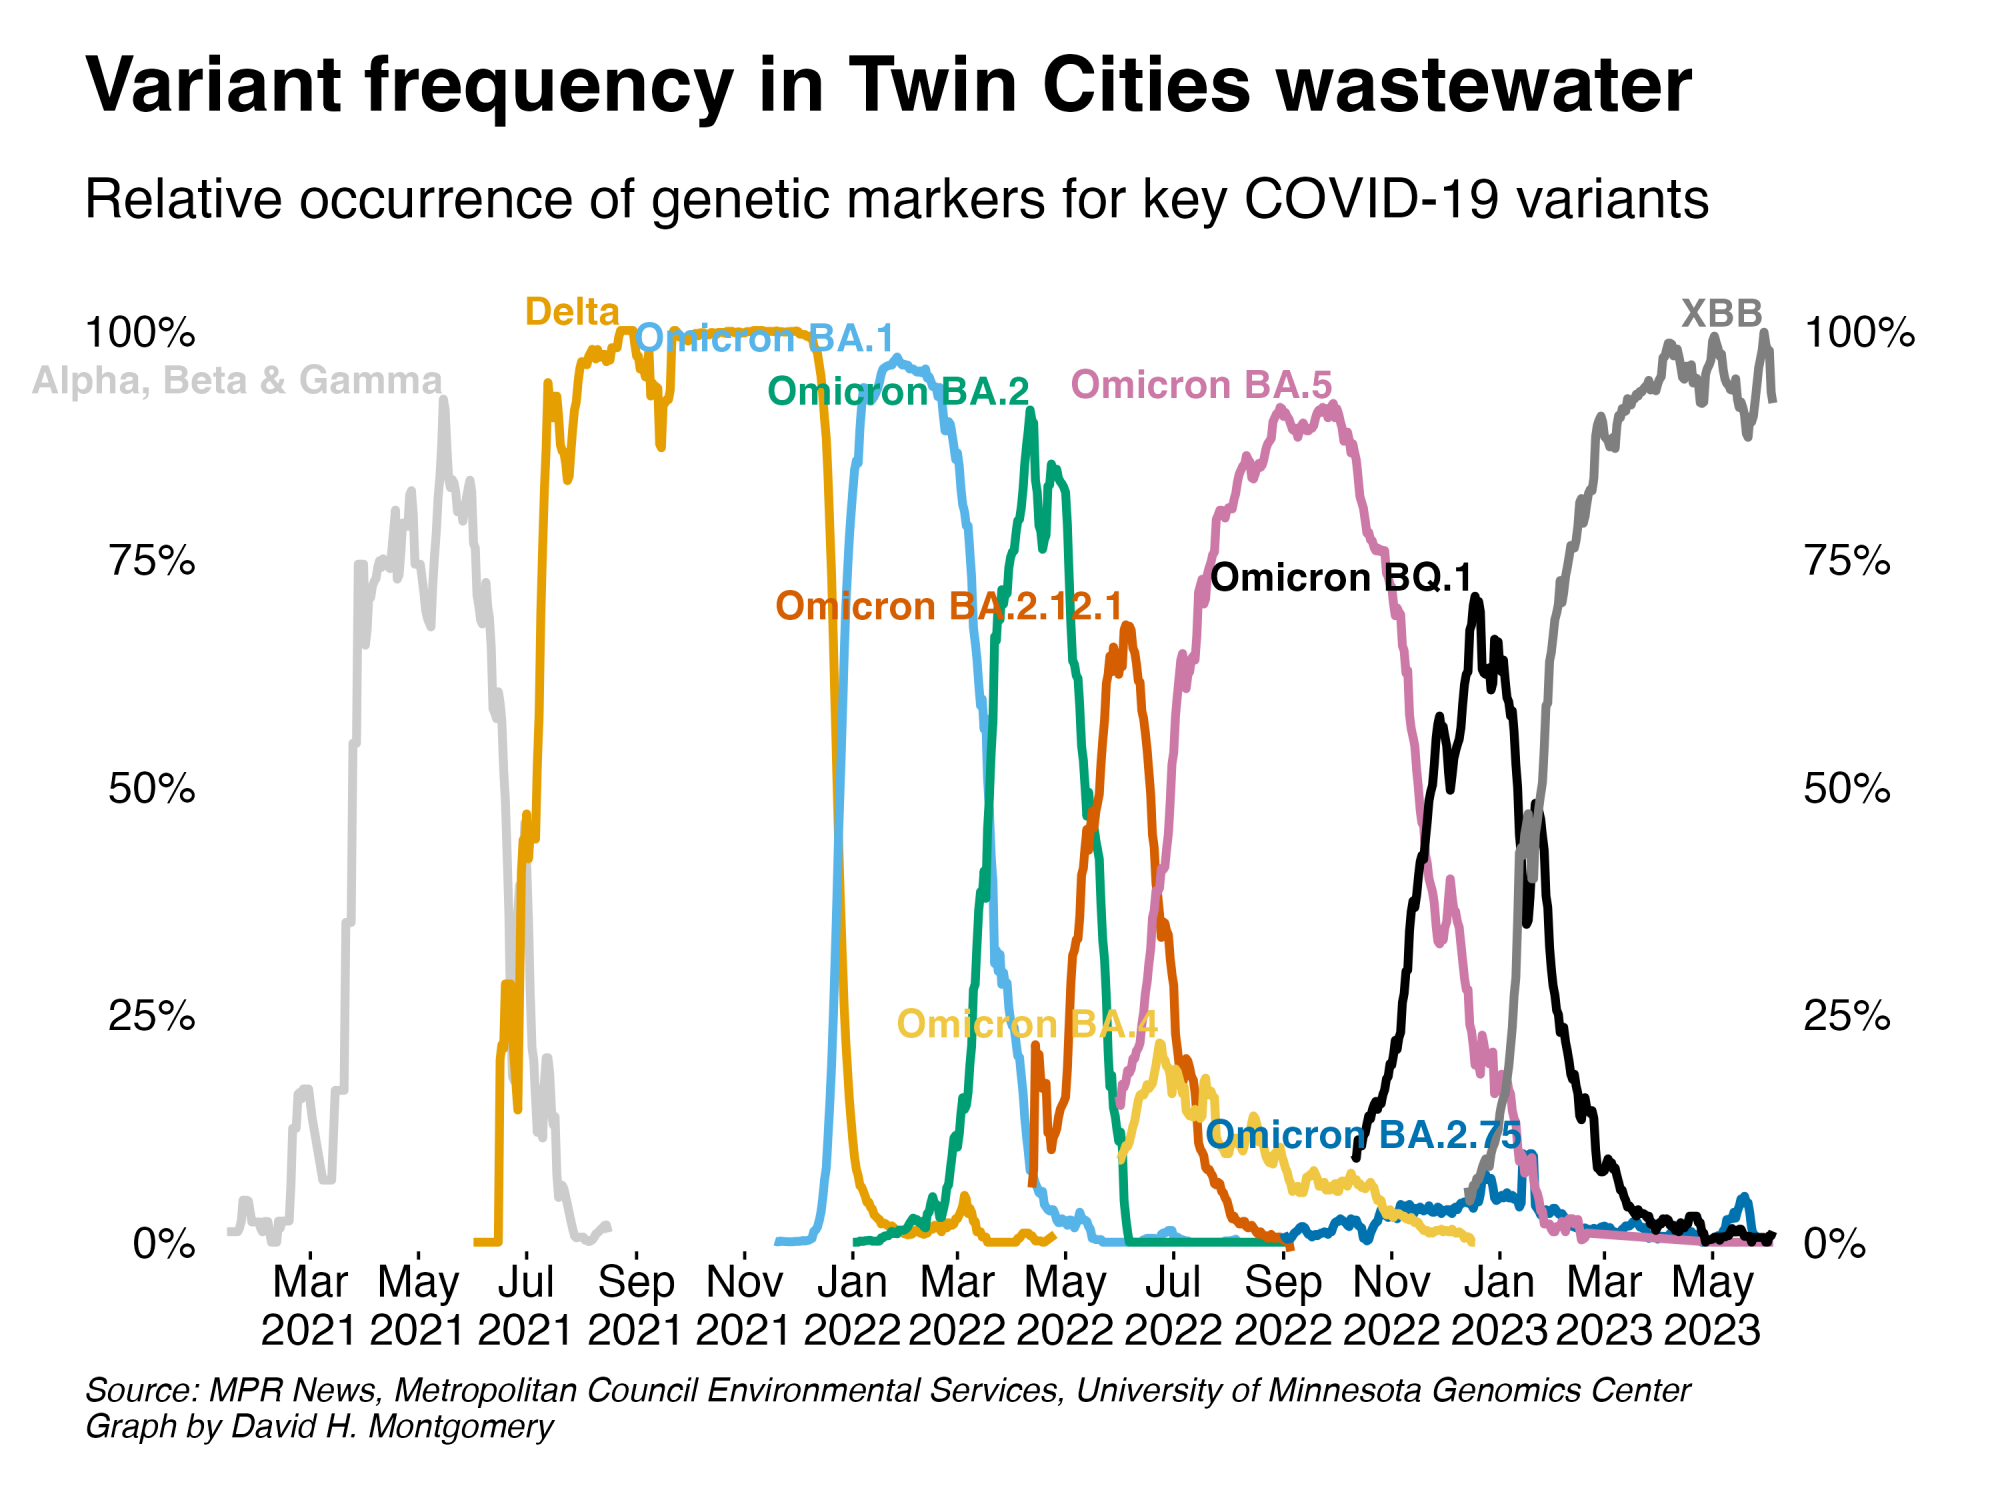 Variant frequency in Twin Cities wastewater
Relative occurrence of genetic markers for key COVID-19 variants
Delta
XBB
100%
Omicron BA.1
100%
Alpha, Beta & Gamma
Omicron BA.2
Omicron BA.5
75%
75%
Omicron BQ.1
Omicron BA.2.12.1
50%
50%
25%
Omicron BA.4
25%
Omicron BA.2.75
0%
0%
Mar May Jul Sep Nov Jan Mar May Jul Sep Nov Jan Mar May
2021 2021 2021 2021 2021 2022 2022 2022 2022 2022 2022 2023 2023 2023
Source: MPR News, Metropolitan Council Environmental Services, University of Minnesota Genomics Center
Graph by David H. Montgomery